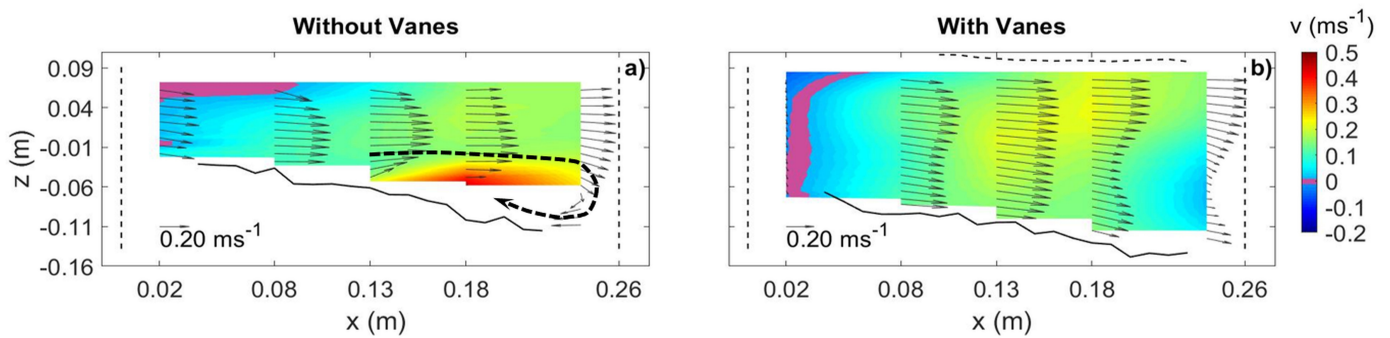 Without Vanes
With Vanes
v (ms⁻¹)
a)
b)
0.09
0.04
-0.01
-0.06
-0.11
-0.16
z (m)
0.20 ms⁻¹
0.20 ms⁻¹
0.5
0.4
0.3
0.2
0.1
0
-0.1
-0.2
0.02 0.08 0.13 0.18 0.26
0.02 0.08 0.13 0.18 0.26
x (m)
x (m)